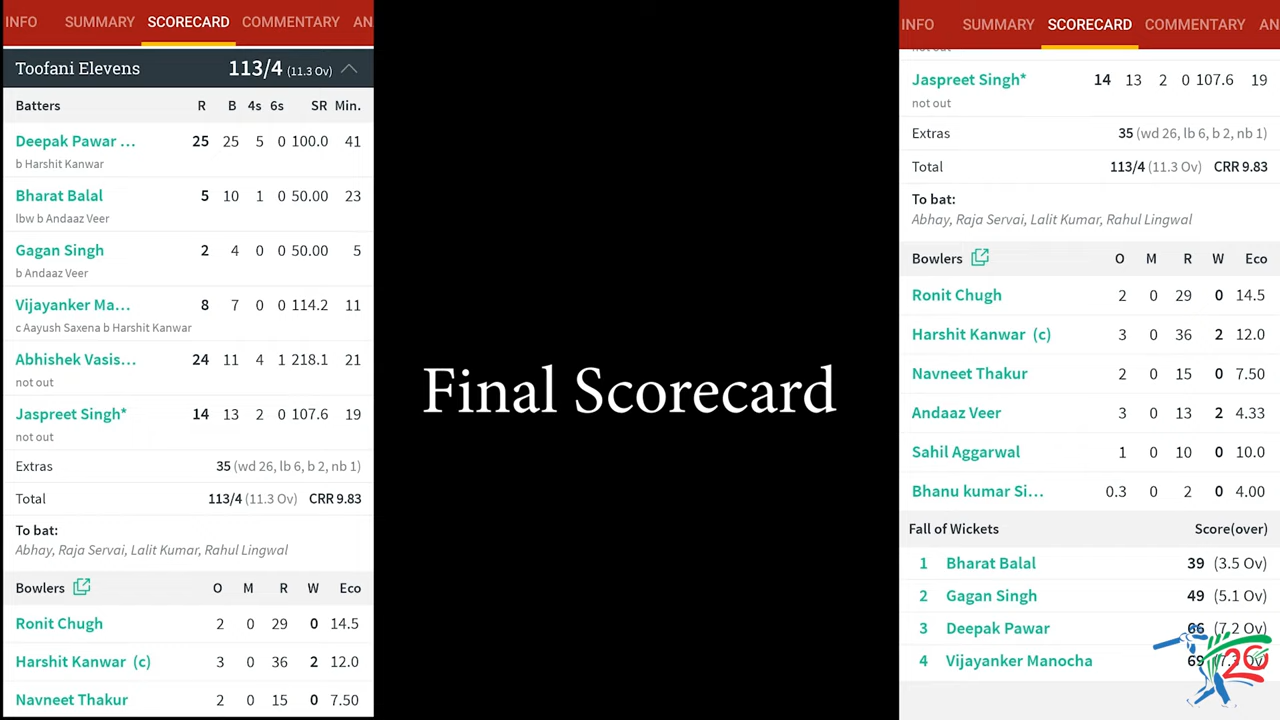 INFO SUMMARY SCORECARD COMMENTARY AN
Toofani Elevens 113/4 (11.3 Ov)
Batters R B 4s 6s SR Min.
Deepak Pawar ... 25 25 5 0 100.0 41
b Harshit Kanwar
Bharat Balal 5 10 1 0 50.00 23
lbw b Andaaz Veer
Gagan Singh 2 4 0 0 50.00 5
b Andaaz Veer
Vijayanker Ma... 8 7 0 0 114.2 11
c Aayush Saxena b Harshit Kanwar
Abhishek Vasis... 24 11 4 1 218.1 21
not out
Jaspreet Singh* 14 13 2 0 107.6 19
not out
Extras 35 (wd 26, lb 6, b 2, nb 1)
Total 113/4 (11.3 Ov) CRR 9.83
To bat:
Abhay, Raja Servai, Lalit Kumar, Rahul Lingwal
Bowlers O M R W Eco
Ronit Chugh 2 0 29 0 14.5
Harshit Kanwar (c) 3 0 36 2 12.0
Navneet Thakur 2 0 15 0 7.50
Final Scorecard
INFO SUMMARY SCORECARD COMMENTARY AN
Jaspreet Singh* 14 13 2 0 107.6 19
not out
Extras 35 (wd 26, lb 6, b 2, nb 1)
Total 113/4 (11.3 Ov) CRR 9.83
To bat:
Abhay, Raja Servai, Lalit Kumar, Rahul Lingwal
Bowlers O M R W Eco
Ronit Chugh 2 0 29 0 14.5
Harshit Kanwar (c) 3 0 36 2 12.0
Navneet Thakur 2 0 15 0 7.50
Andaaz Veer 3 0 13 2 4.33
Sahil Aggarwal 1 0 10 0 10.0
Bhanu kumar Si... 0.3 0 2 0 4.00
Fall of Wickets Score(over)
1 Bharat Balal 39 (3.5 Ov)
2 Gagan Singh 49 (5.1 Ov)
3 Deepak Pawar 66 (7.2 Ov)
4 Vijayanker Manocha 69